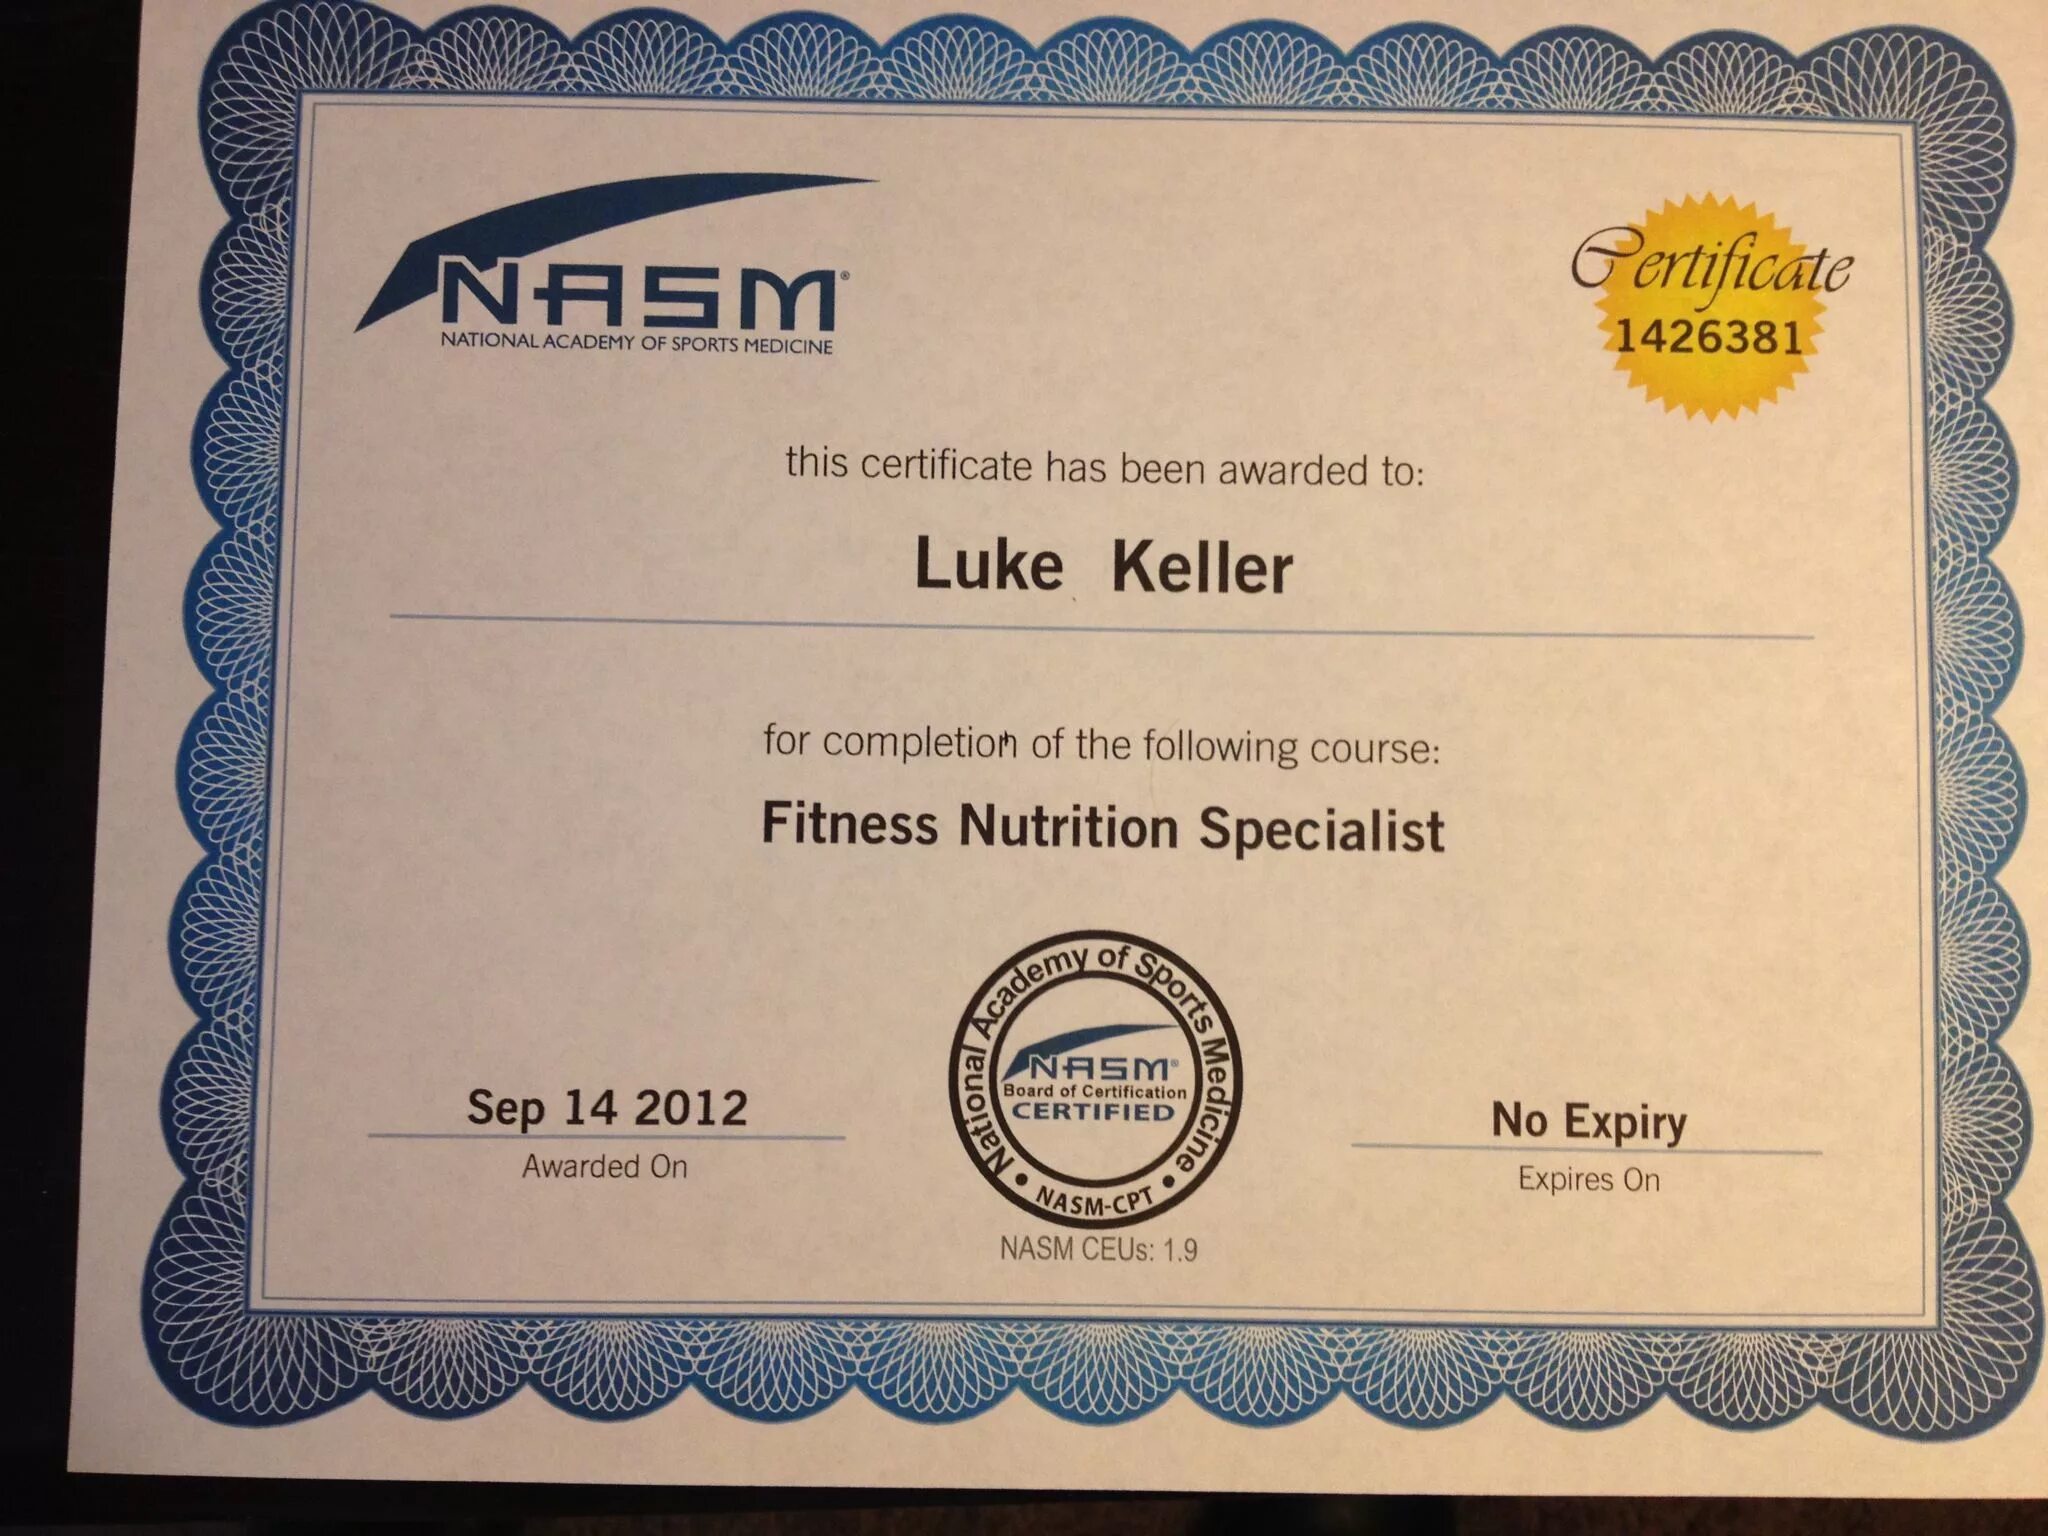 NASM®
NATIONAL ACADEMY OF SPORTS MEDICINE
Certificate
1426381
this certificate has been awarded to:
Luke Keller
for completion of the following course:
Fitness Nutrition Specialist
National Academy of Sports Medicine
NASM®
Board of Certification
CERTIFIED
• NASM-CPT •
Sep 14 2012
Awarded On
No Expiry
Expires On
NASM CEUs: 1.9